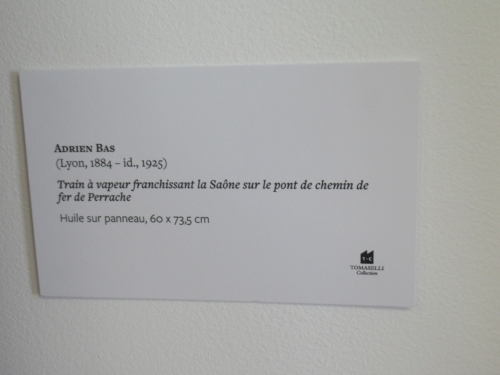 ADRIEN BAS
(Lyon, 1884 – id., 1925)
Train à vapeur franchissant la Saône sur le pont de chemin de
fer de Perrache
Huile sur panneau, 60 x 73,5 cm
T-C
TOMASELLI
Collection